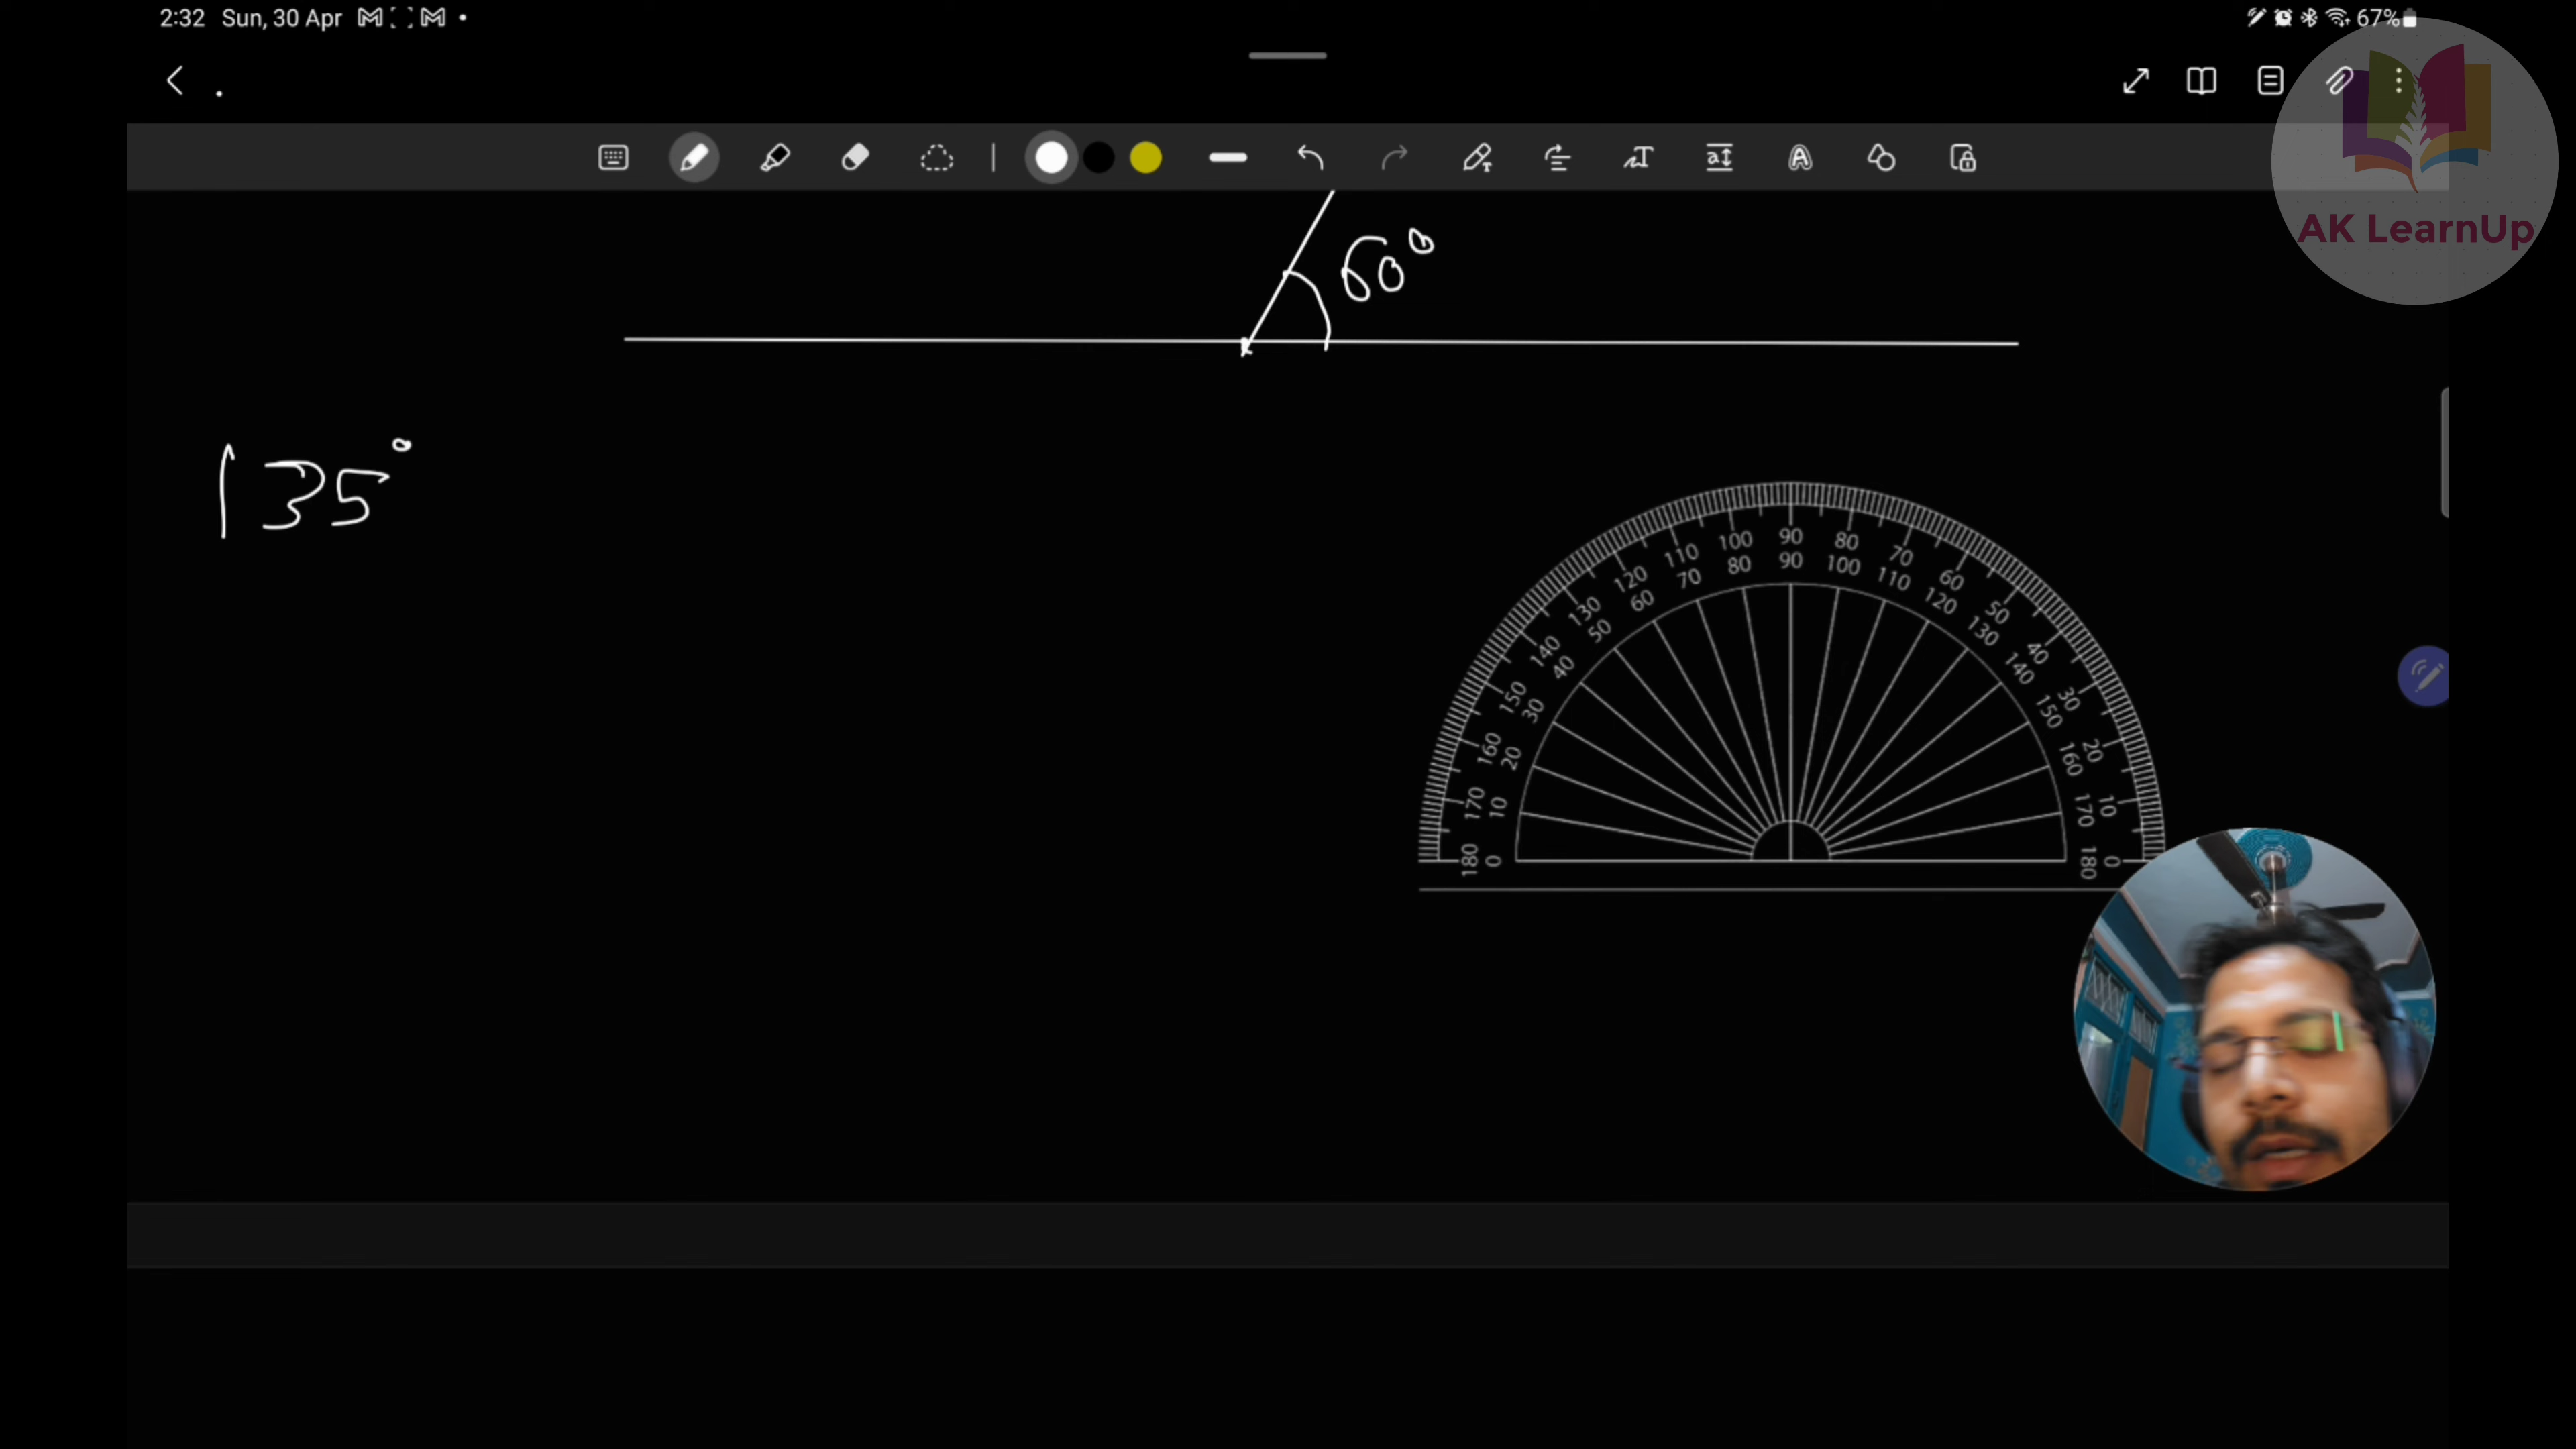 2:32 Sun, 30 Apr
67%
AK LearnUp
60°
135°
100 90 80
110 80 90 100 70
120 70 110 60
130 60 120 50
50 130
140 40
40 140
150 30
30 150
160 20
20 160
170 10
10 170
180 0 180 0